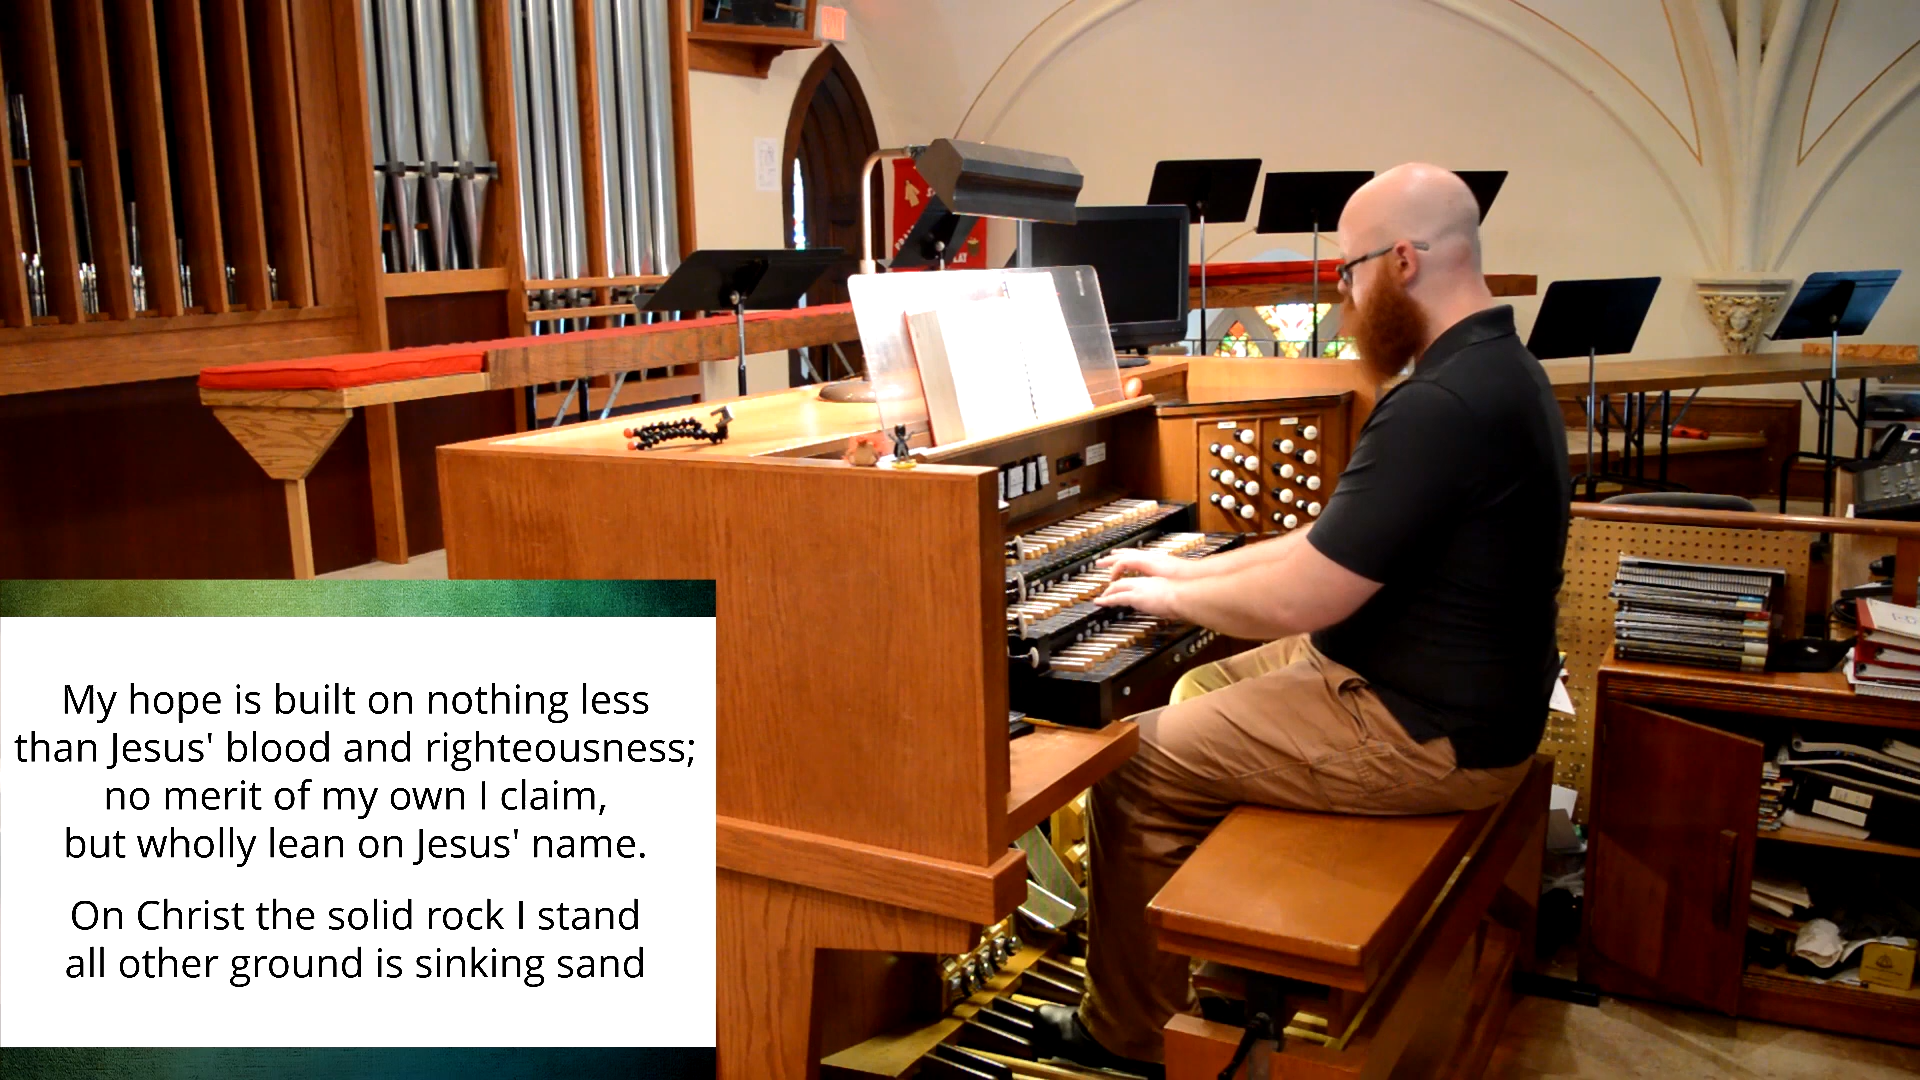 My hope is built on nothing less
than Jesus' blood and righteousness;
no merit of my own I claim,
but wholly lean on Jesus' name.
On Christ the solid rock I stand
all other ground is sinking sand